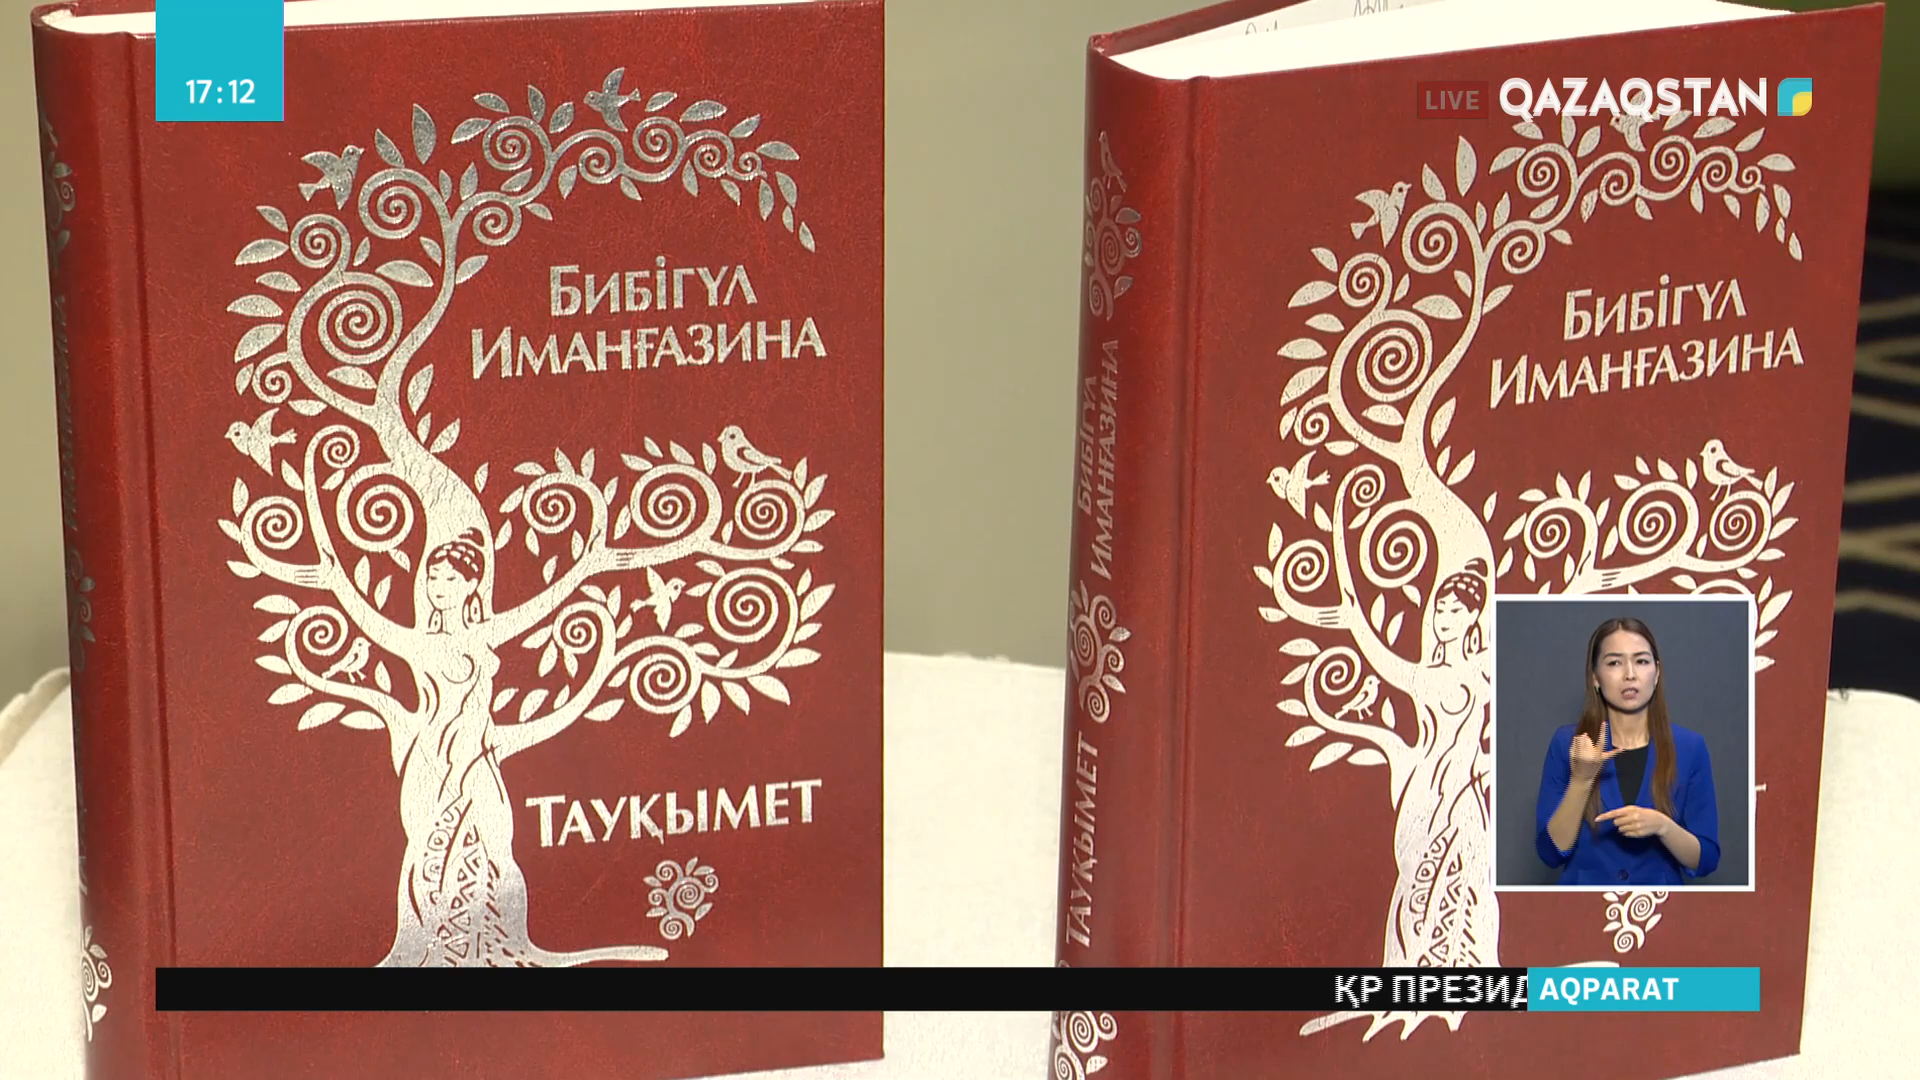 17:12
LIVE QAZAQSTAN
Бибігүл
Иманғазина
Тауқымет
Бибігүл
Иманғазина
Бибігүл
Иманғазина
Тауқымет
ҚР ПРЕЗИД
AQPARAT